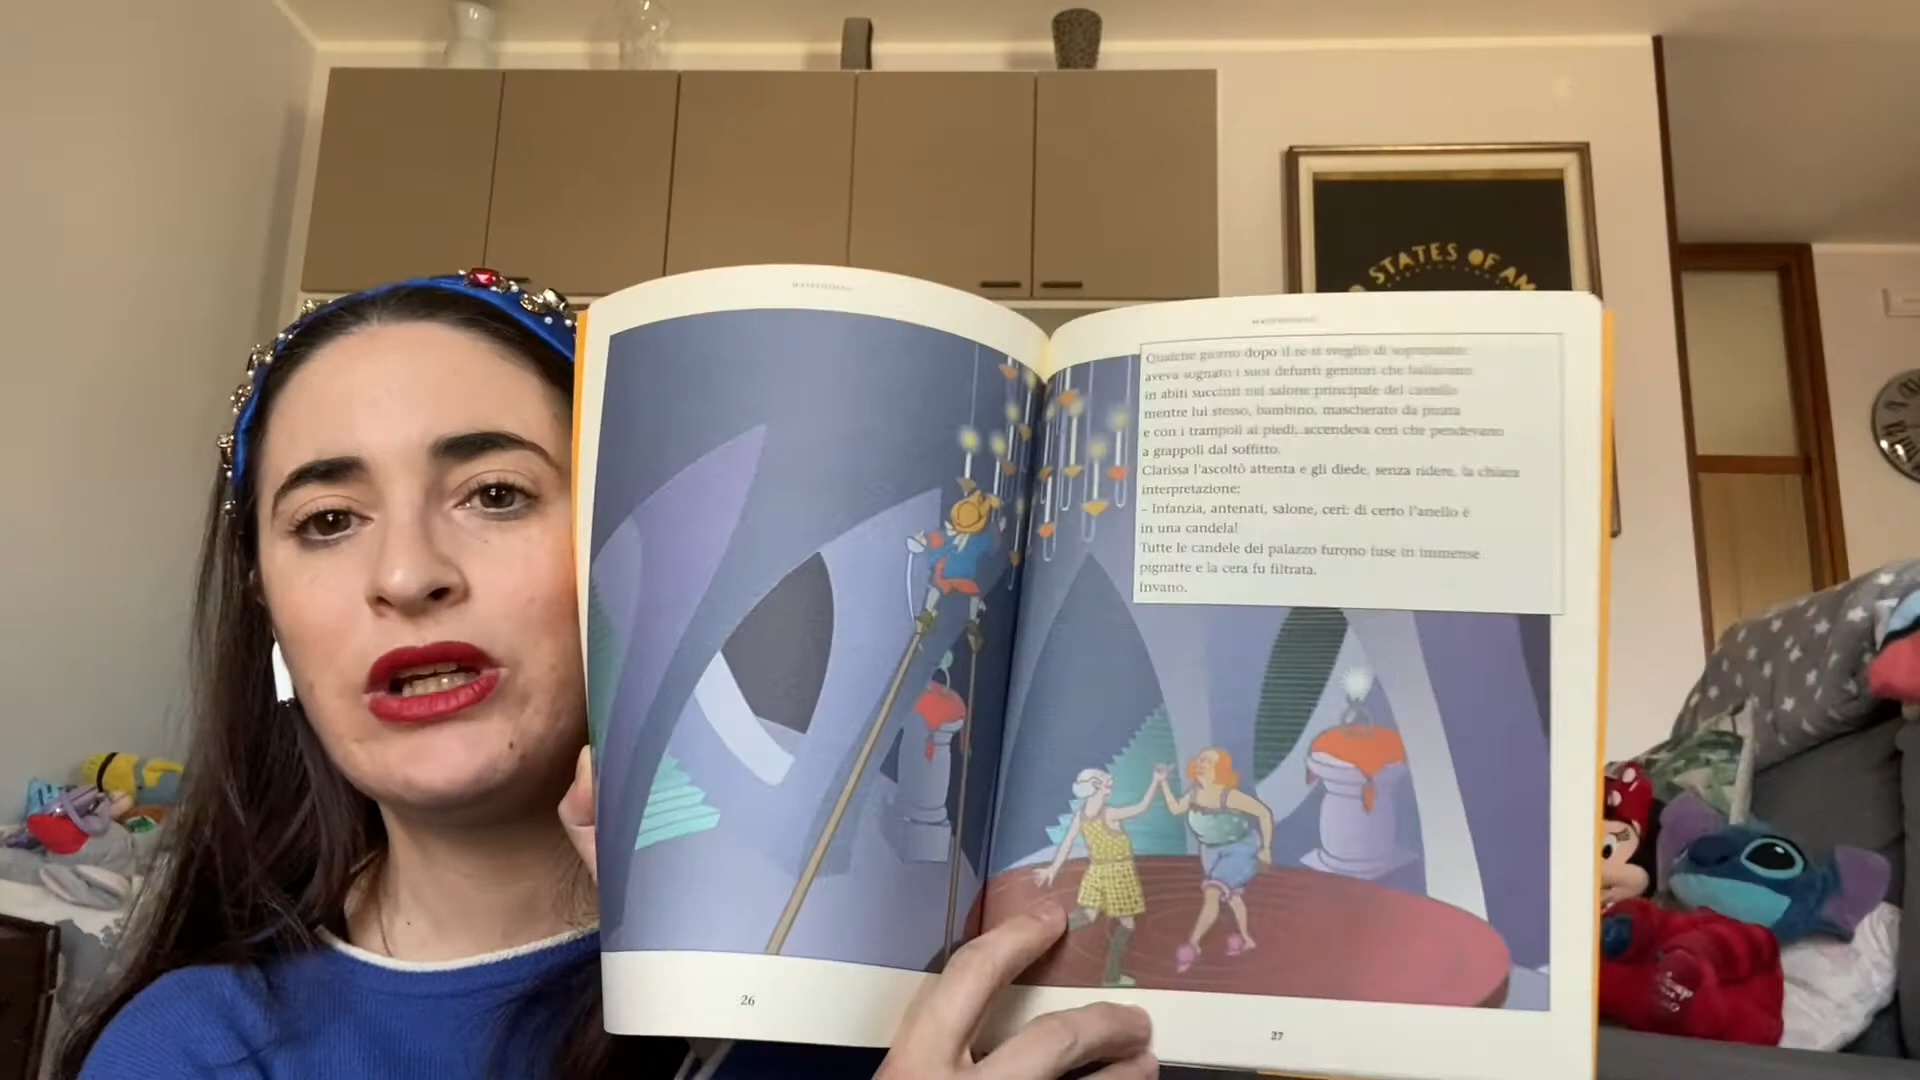 STATES OF AM
Qualche giorno dopo il re si svegliò di soprassalto:
aveva sognato i suoi defunti genitori che ballavano
in abiti succinti nel salone principale del castello
mentre lui stesso, bambino, mascherato da pirata
e con i trampoli ai piedi, accendeva ceri che pendevano
a grappoli dal soffitto.
Clarissa l'ascoltò attenta e gli diede, senza ridere, la chiara
interpretazione:
– Infanzia, antenati, salone, ceri: di certo l'anello è
in una candela!
Tutte le candele del palazzo furono fuse in immense
pignatte e la cera fu filtrata.
Invano.
26
27